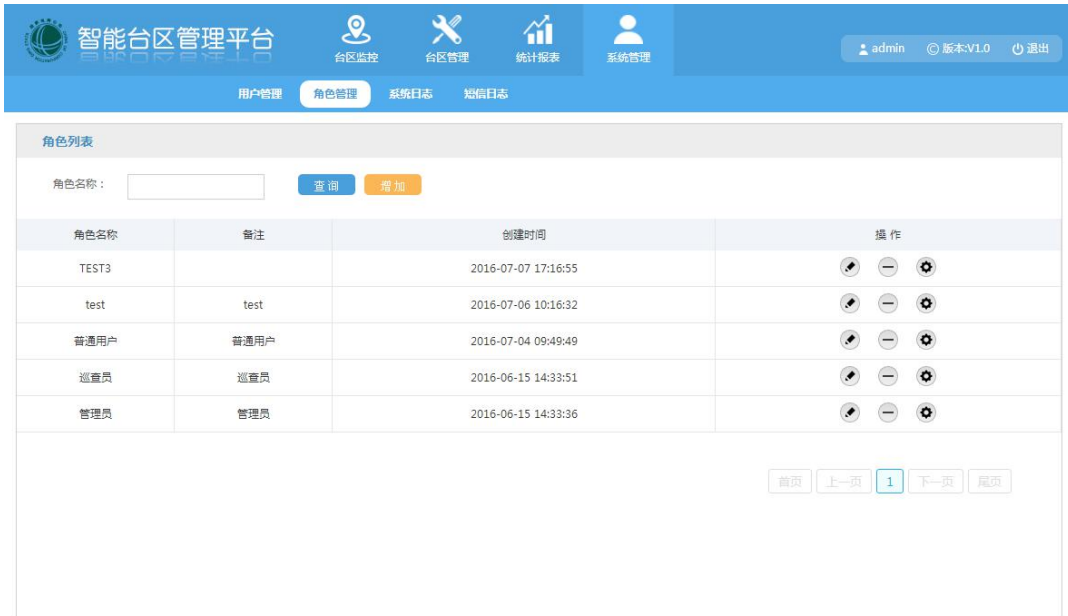 智能台区管理平台
台区监控 台区管理 统计报表 系统管理
admin ©版本:V1.0 退出
用户管理 角色管理 系统日志 短信日志
角色列表
角色名称： 查询 增加
角色名称 备注 创建时间 操作
TEST3 2016-07-07 17:16:55
test test 2016-07-06 10:16:32
普通用户 普通用户 2016-07-04 09:49:49
巡查员 巡查员 2016-06-15 14:33:51
管理员 管理员 2016-06-15 14:33:36
首页 上一页 1 下一页 尾页